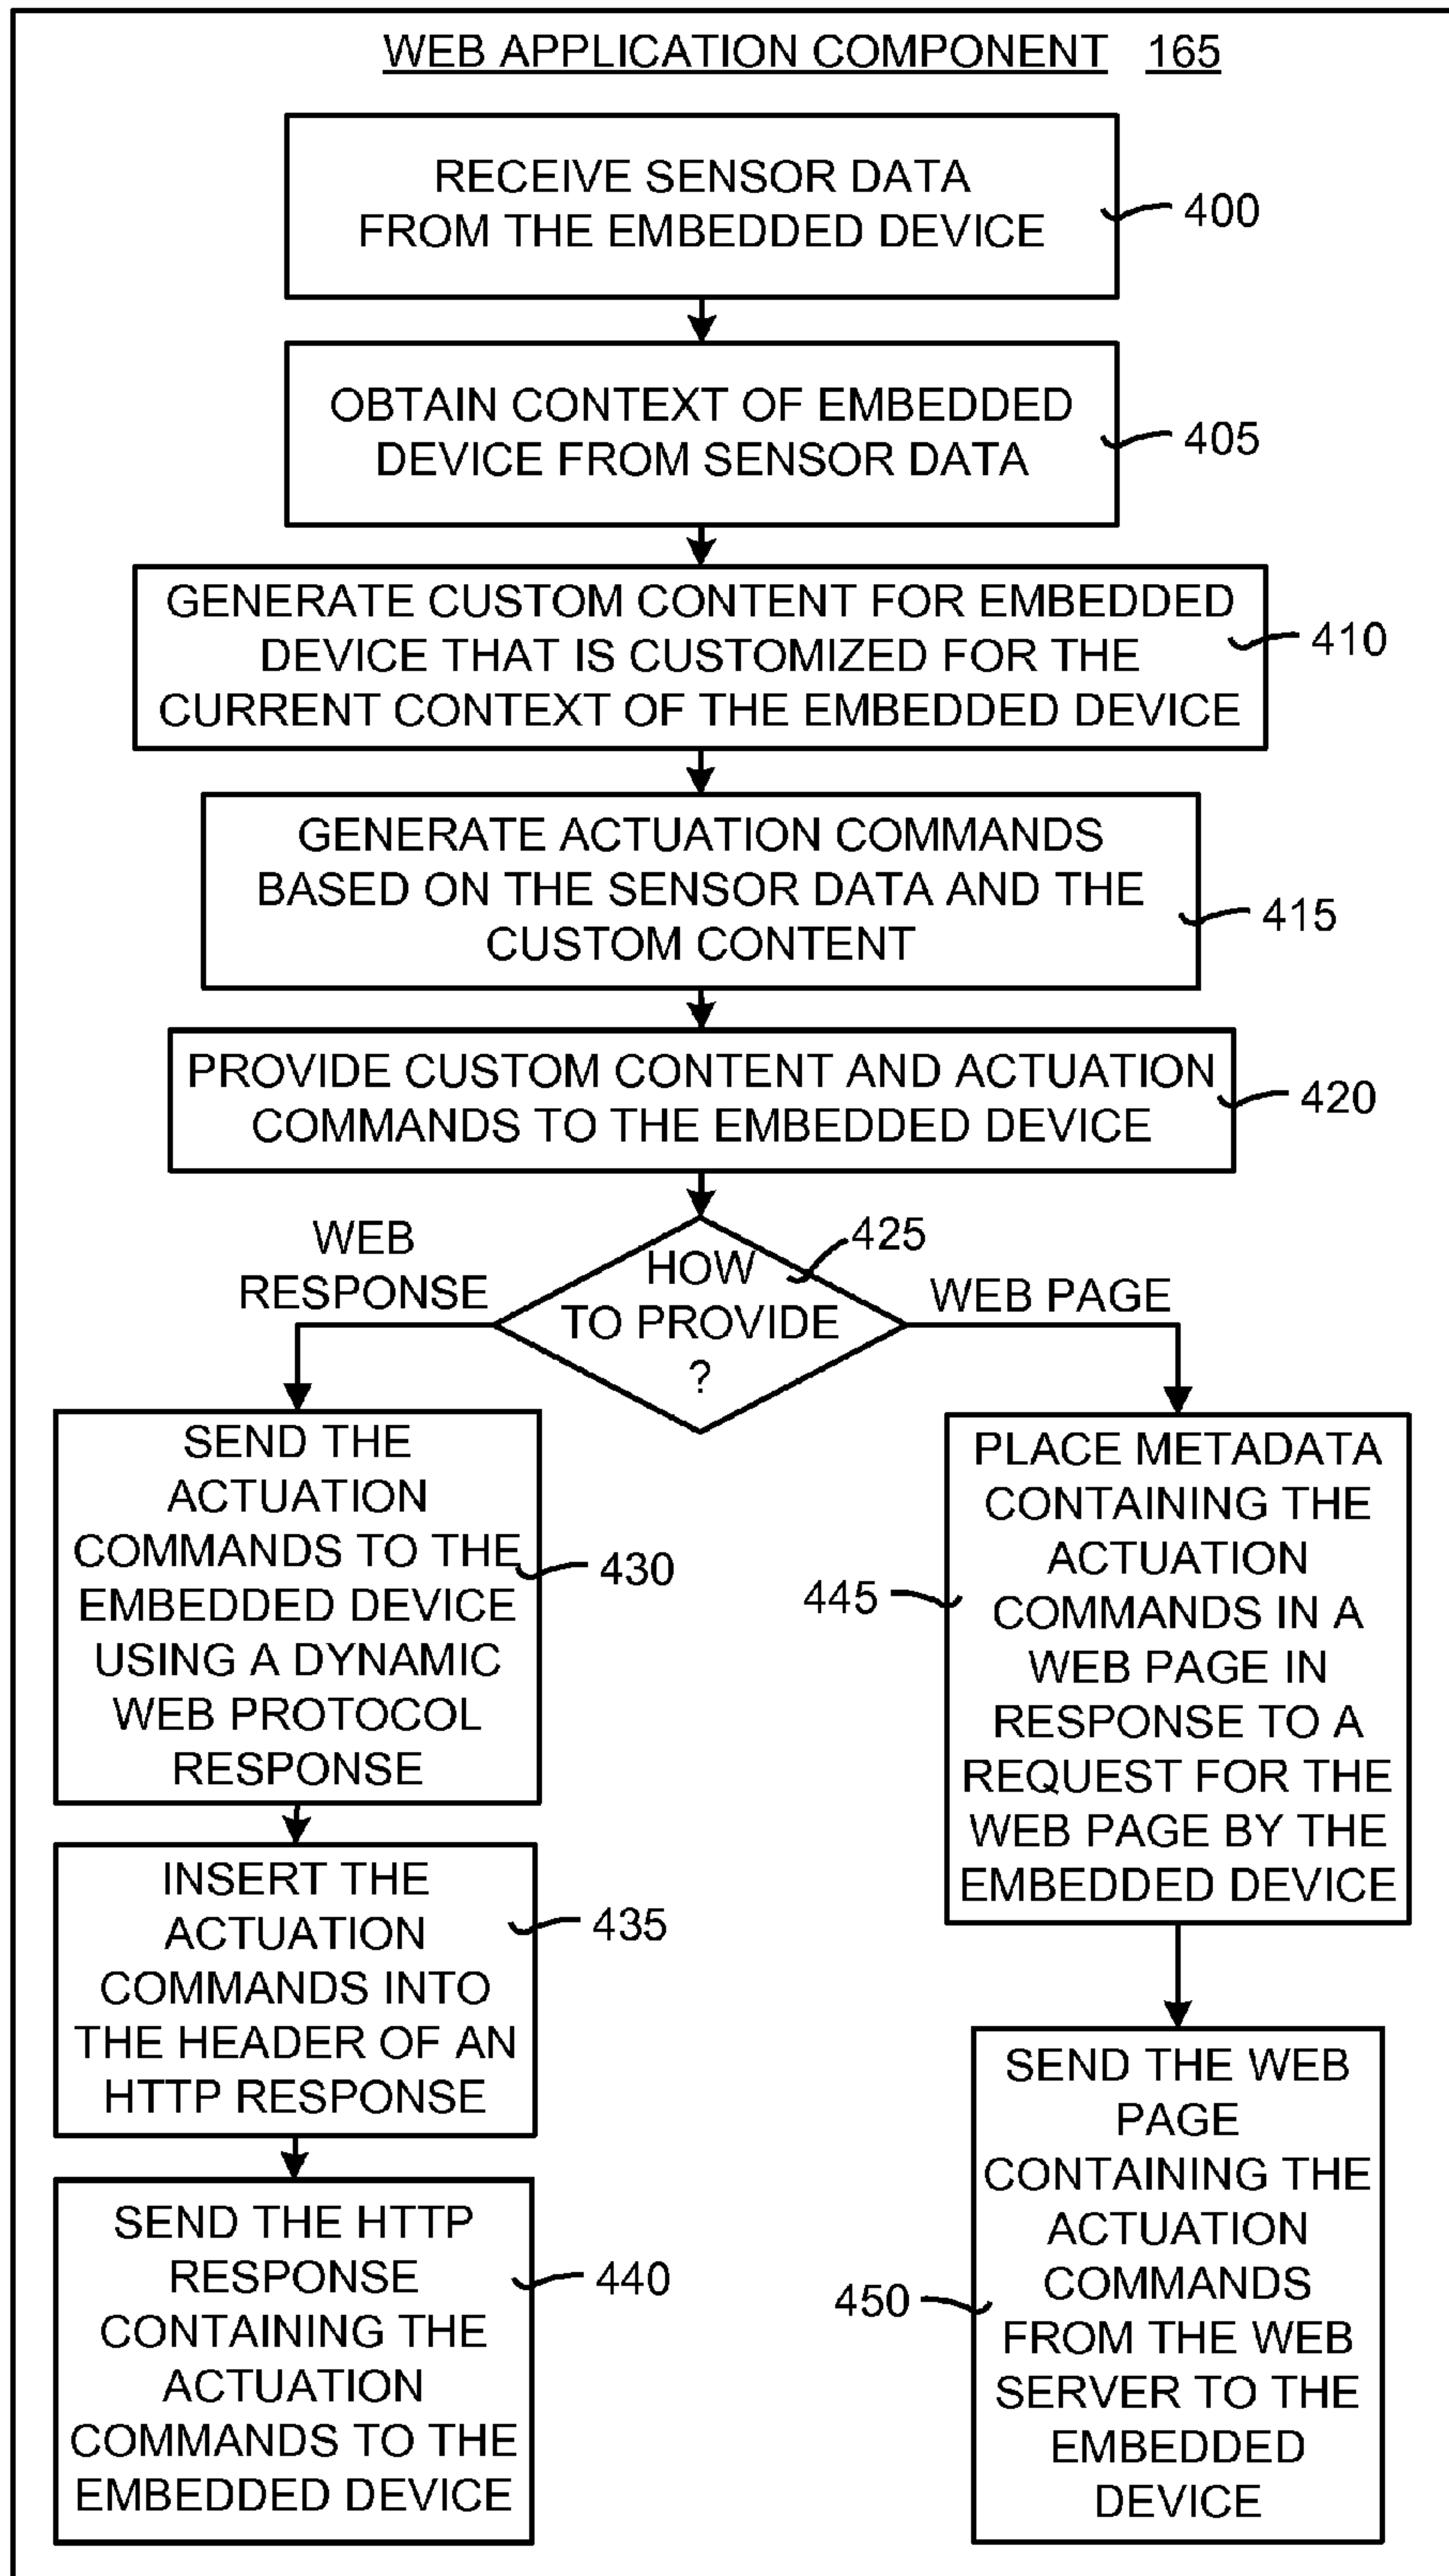 WEB APPLICATION COMPONENT 165
RECEIVE SENSOR DATA
FROM THE EMBEDDED DEVICE
400
OBTAIN CONTEXT OF EMBEDDED
DEVICE FROM SENSOR DATA
405
GENERATE CUSTOM CONTENT FOR EMBEDDED
DEVICE THAT IS CUSTOMIZED FOR THE
CURRENT CONTEXT OF THE EMBEDDED DEVICE
410
GENERATE ACTUATION COMMANDS
BASED ON THE SENSOR DATA AND THE
CUSTOM CONTENT
415
PROVIDE CUSTOM CONTENT AND ACTUATION
COMMANDS TO THE EMBEDDED DEVICE
420
HOW
TO PROVIDE
?
425
WEB
RESPONSE
WEB PAGE
SEND THE
ACTUATION
COMMANDS TO THE
EMBEDDED DEVICE
USING A DYNAMIC
WEB PROTOCOL
RESPONSE
430
INSERT THE
ACTUATION
COMMANDS INTO
THE HEADER OF AN
HTTP RESPONSE
435
SEND THE HTTP
RESPONSE
CONTAINING THE
ACTUATION
COMMANDS TO THE
EMBEDDED DEVICE
440
PLACE METADATA
CONTAINING THE
ACTUATION
COMMANDS IN A
WEB PAGE IN
RESPONSE TO A
REQUEST FOR THE
WEB PAGE BY THE
EMBEDDED DEVICE
445
SEND THE WEB
PAGE
CONTAINING THE
ACTUATION
COMMANDS
FROM THE WEB
SERVER TO THE
EMBEDDED
DEVICE
450